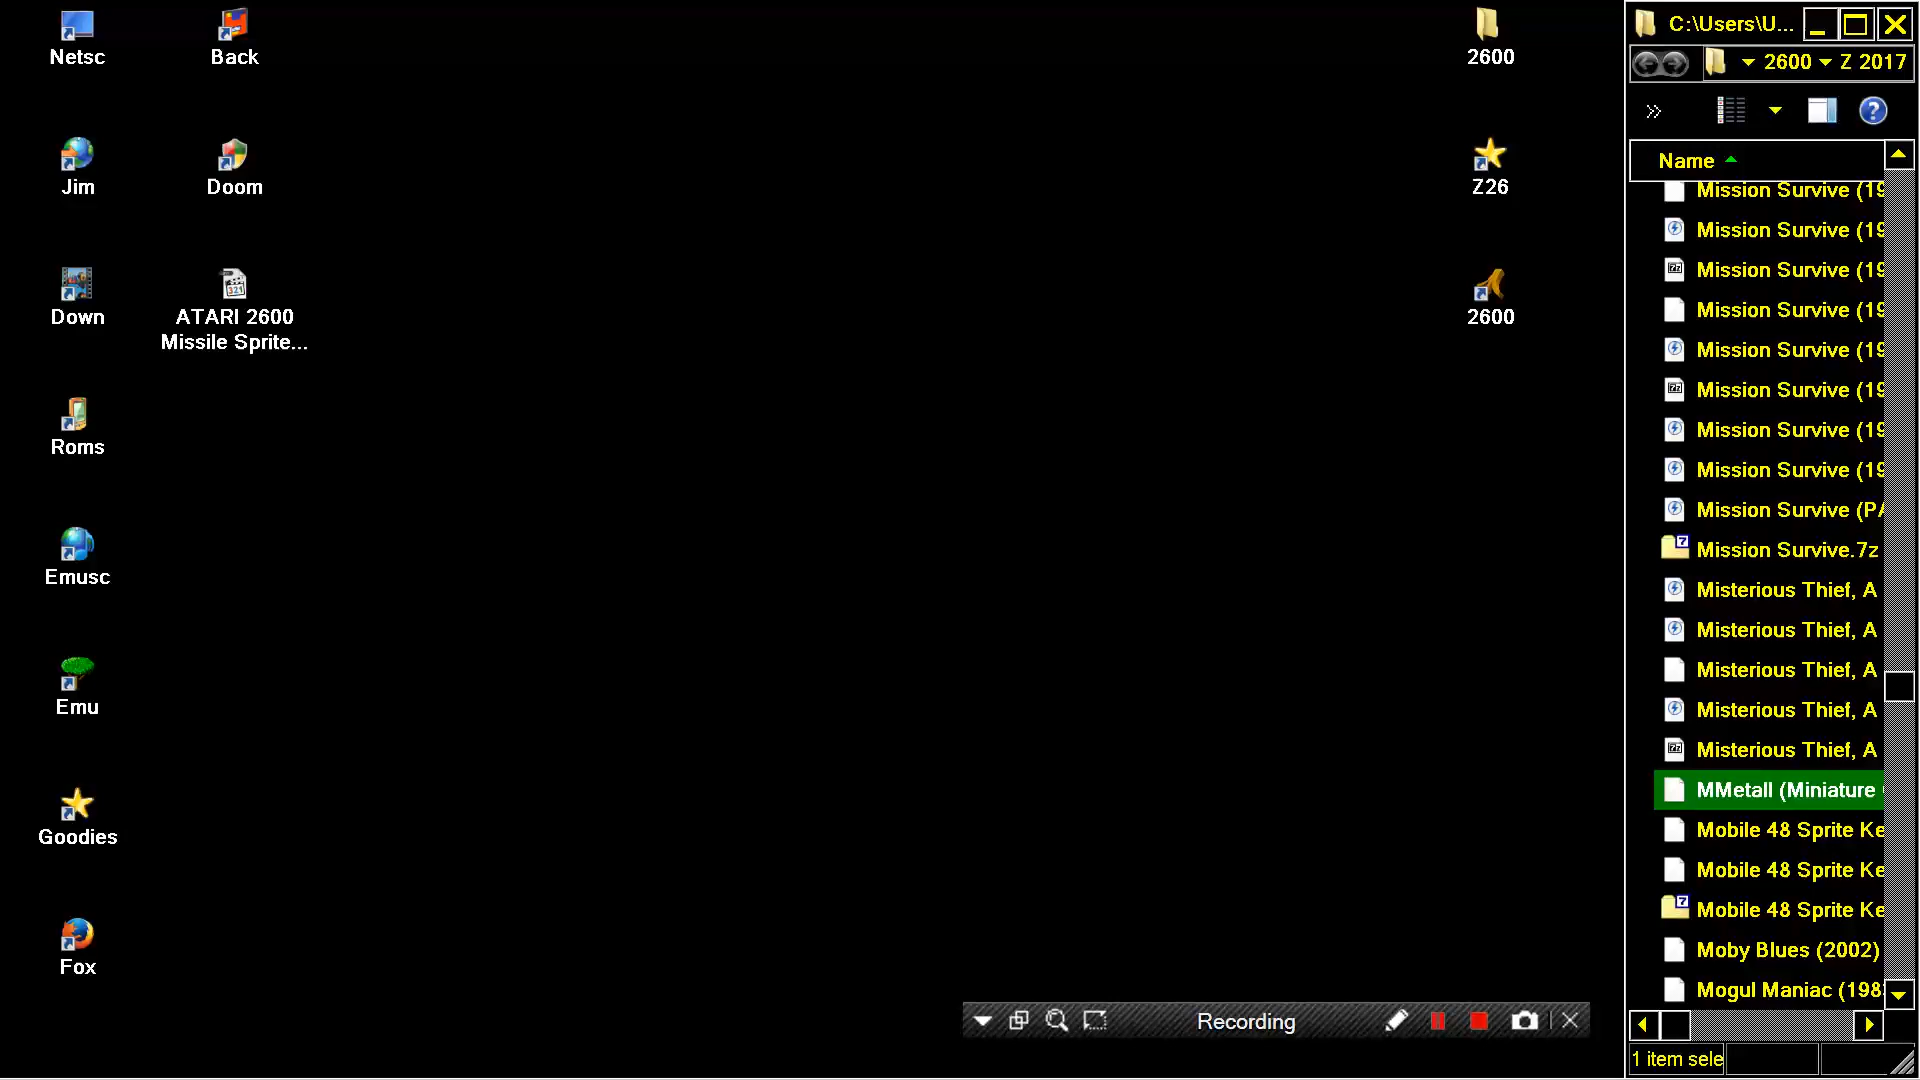 Netsc
Back
2600
Jim
Doom
Z26
Down
ATARI 2600
Missile Sprite...
2600
Roms
Emusc
Emu
Goodies
Fox
Recording
C:\Users\U...
2600 Z 2017
Name
Mission Survive (19
Mission Survive (19
Mission Survive (19
Mission Survive (19
Mission Survive (19
Mission Survive (19
Mission Survive (19
Mission Survive (19
Mission Survive (PA
Mission Survive.7z
Misterious Thief, A
Misterious Thief, A
Misterious Thief, A
Misterious Thief, A
Misterious Thief, A
MMetall (Miniature
Mobile 48 Sprite Ke
Mobile 48 Sprite Ke
Mobile 48 Sprite Ke
Moby Blues (2002)
Mogul Maniac (198
1 item sele